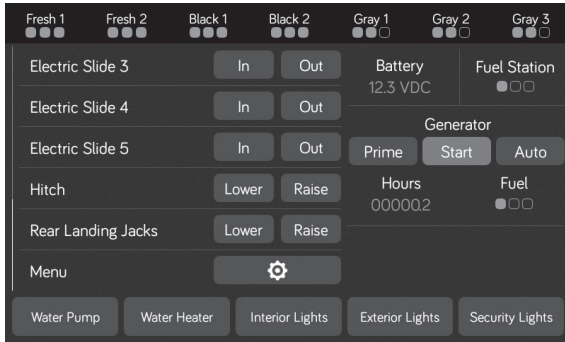 Fresh 1 Fresh 2 Black 1 Black 2 Gray 1 Gray 2 Gray 3
Electric Slide 3 In Out
Battery Fuel Station
12.3 VDC
Electric Slide 4 In Out
Generator
Electric Slide 5 In Out
Prime Start Auto
Hitch Lower Raise
Hours Fuel
00000.2
Rear Landing Jacks Lower Raise
Menu
Water Pump Water Heater Interior Lights Exterior Lights Security Lights